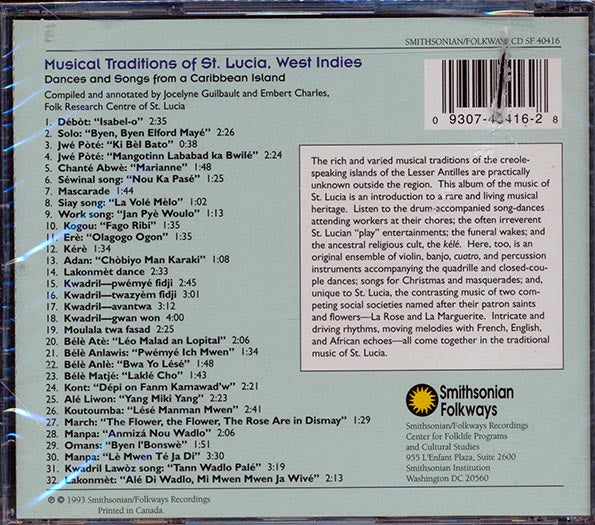 SMITHSONIAN/FOLKWAYS CD SF 40416
Musical Traditions of St. Lucia, West Indies
Dances and Songs from a Caribbean Island
Compiled and annotated by Jocelyne Guilbault and Embert Charles,
Folk Research Centre of St. Lucia
0 9307-40416-2 8
1. Débòt: "Isabel-o" 2:35
2. Solo: "Byen, Byen Elford Mayé" 2:26
3. Jwé Pòté: "Ki Bèl Bato" 0:38
4. Jwé Pòté: "Mangotinn Lababad ka Bwilé" 2:24
5. Chanté Abwè: "Marianne" 1:48
6. Séwinal song: "Nou Ka Pasé" 1:25
7. Mascarade 1:44
8. Siay song: "La Volé Mèlo" 1:02
9. Work song: "Jan Pyè Woulo" 1:13
10. Kogou: "Fago Ribi" 1:35
11. Erè: "Olagogo Ogon" 1:35
12. Kérè 1:34
13. Adan: "Chòbiyo Man Karaki" 1:08
14. Lakonmèt dance 2:33
15. Kwadril—pwémyé fidji 2:45
16. Kwadril—twazyèm fidji 3:01
17. Kwadril—avantwa 3:12
18. Kwadril—gwan won 4:00
19. Moulala twa fasad 2:25
20. Bélè Atè: "Léo Malad an Lopital" 2:06
21. Bélè Anlawis: "Pwémyé Ich Mwen" 1:34
22. Bélè Anlè: "Bwa Yo Lésé" 1:48
23. Bélè Matjé: "Laklé Cho" 1:43
24. Kont: "Dépi on Fanm Kamawad'w" 2:21
25. Alé Liwon: "Yang Miki Yang" 2:23
26. Koutoumba: "Lésé Manman Mwen" 2:41
27. March: "The Flower, the Flower, The Rose Are in Dismay" 1:29
28. Manpa: "Anmizá Nou Wadlo" 2:06
29. Omans: "Byen l'Bonswè" 1:51
30. Manpa: "Lè Mwen Té Ja Di" 3:30
31. Kwadril Lawòz song: "Tann Wadlo Palé" 3:19
32. Lakonmèt: "Alé Di Wadlo, Mi Mwen Mwen Ja Wivé" 2:13
The rich and varied musical traditions of the creole-
speaking islands of the Lesser Antilles are practically
unknown outside the region. This album of the music of
St. Lucia is an introduction to a rare and living musical
heritage. Listen to the drum-accompanied song-dances
attending workers at their chores; the often irreverent
St. Lucian "play" entertainments; the funeral wakes; and
the ancestral religious cult, the kélé. Here, too, is an
original ensemble of violin, banjo, cuatro, and percussion
instruments accompanying the quadrille and closed-cou-
ple dances; songs for Christmas and masquerades; and,
unique to St. Lucia, the contrasting music of two com-
peting social societies named after their patron saints
and flowers—La Rose and La Marguerite. Intricate and
driving rhythms, moving melodies with French, English,
and African echoes—all come together in the traditional
music of St. Lucia.
Smithsonian
Folkways
Smithsonian/Folkways Recordings
Center for Folklife Programs
and Cultural Studies
955 L'Enfant Plaza, Suite 2600
Smithsonian Institution
Washington DC 20560
℗ © 1993 Smithsonian/Folkways Recordings
Printed in Canada.